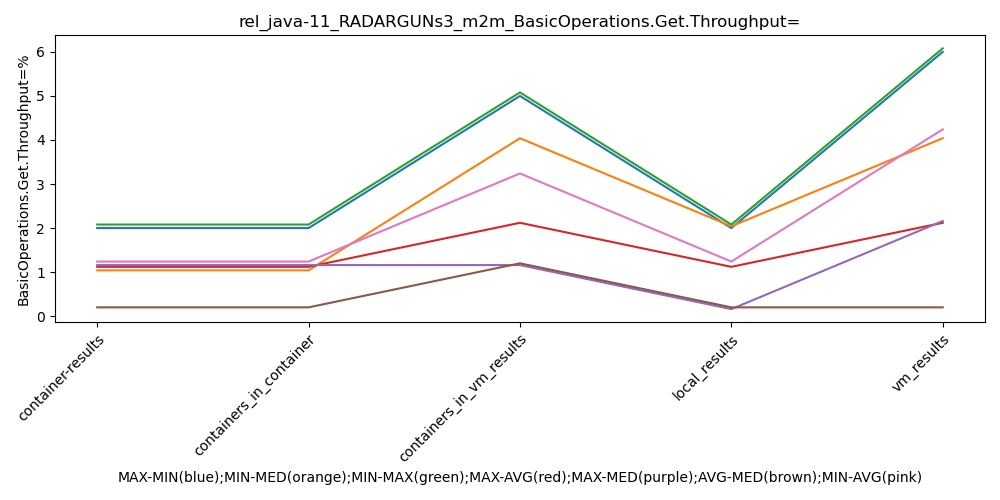 rel_java-11_RADARGUNs3_m2m_BasicOperations.Get.Throughput=
BasicOperations.Get.Throughput=%
6
5
4
3
2
1
0
container-results
containers_in_container
containers_in_vm_results
local_results
vm_results
MAX-MIN(blue);MIN-MED(orange);MIN-MAX(green);MAX-AVG(red);MAX-MED(purple);AVG-MED(brown);MIN-AVG(pink)